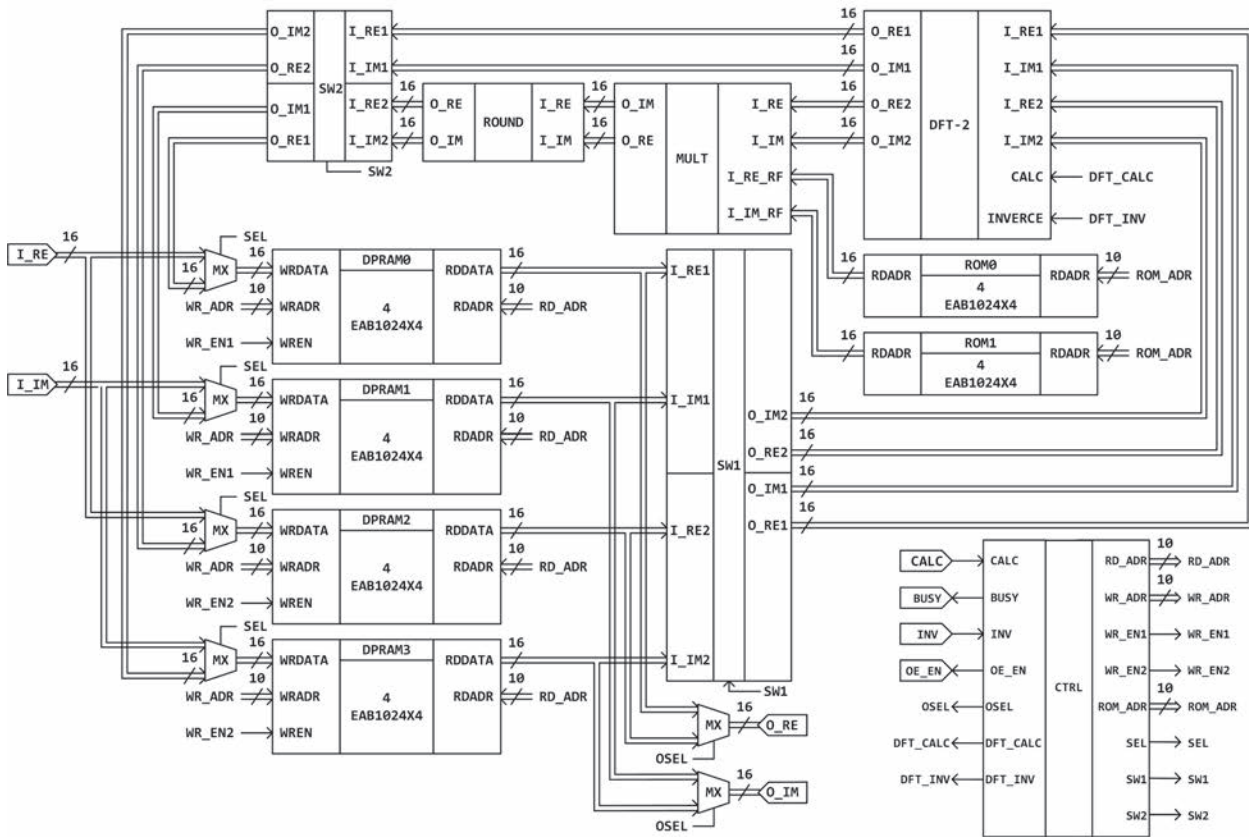 O_IM2
O_RE2
O_IM1
O_RE1
SW2
I_RE1
I_IM1
I_RE2
I_IM2
SW2
16
16
O_RE
O_IM
ROUND
I_RE
I_IM
16
16
O_IM
O_RE
MULT
I_RE
I_IM
I_RE_RF
I_IM_RF
16
16
16
16
O_RE1
O_IM1
O_RE2
O_IM2
DFT-2
I_RE1
I_IM1
I_RE2
I_IM2
CALC
INVERCE
DFT_CALC
DFT_INV
16
RDADR
ROM0
4
EAB1024X4
RDADR
10
ROM_ADR
16
RDADR
ROM1
4
EAB1024X4
RDADR
10
ROM_ADR
I_RE
16
I_IM
16
SEL
MX
16
16
WR_ADR
10
WR_EN1
WRDATA
WRADR
WREN
DPRAM0
4
EAB1024X4
RDDATA
RDADR
16
10
RD_ADR
SEL
MX
16
16
WR_ADR
10
WR_EN1
WRDATA
WRADR
WREN
DPRAM1
4
EAB1024X4
RDDATA
RDADR
16
10
RD_ADR
SEL
MX
16
16
WR_ADR
10
WR_EN2
WRDATA
WRADR
WREN
DPRAM2
4
EAB1024X4
RDDATA
RDADR
16
10
RD_ADR
SEL
MX
16
16
WR_ADR
10
WR_EN2
WRDATA
WRADR
WREN
DPRAM3
4
EAB1024X4
RDDATA
RDADR
16
10
RD_ADR
I_RE1
I_IM1
I_RE2
I_IM2
SW1
O_IM2
O_RE2
O_IM1
O_RE1
16
16
16
16
SW1
MX
16
O_RE
OSEL
MX
16
O_IM
OSEL
CALC
BUSY
INV
OE_EN
OSEL
DFT_CALC
DFT_INV
CALC
BUSY
INV
OE_EN
OSEL
DFT_CALC
DFT_INV
CTRL
RD_ADR
WR_ADR
WR_EN1
WR_EN2
ROM_ADR
SEL
SW1
SW2
10
10
10
RD_ADR
WR_ADR
WR_EN1
WR_EN2
ROM_ADR
SEL
SW1
SW2